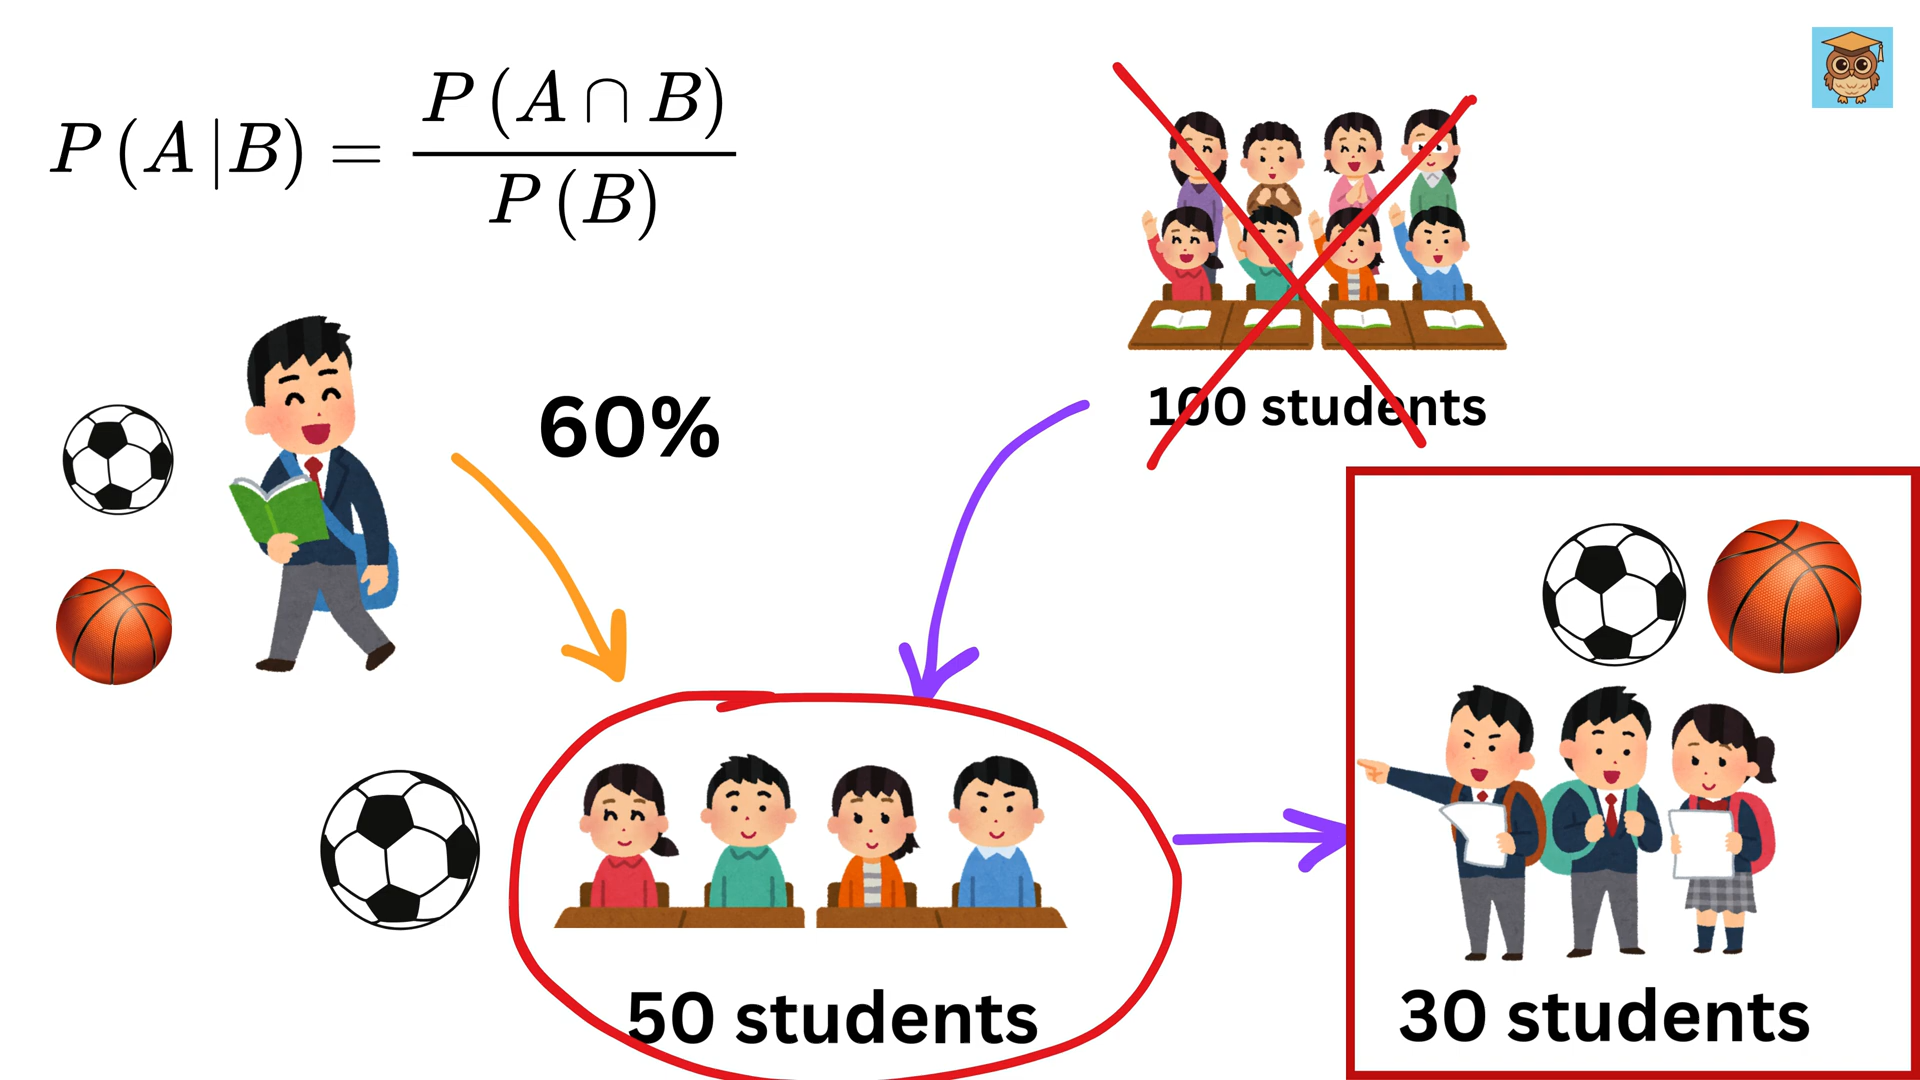 P(A|B) = P(A∩B) / P(B)
60%
100 students
50 students
30 students